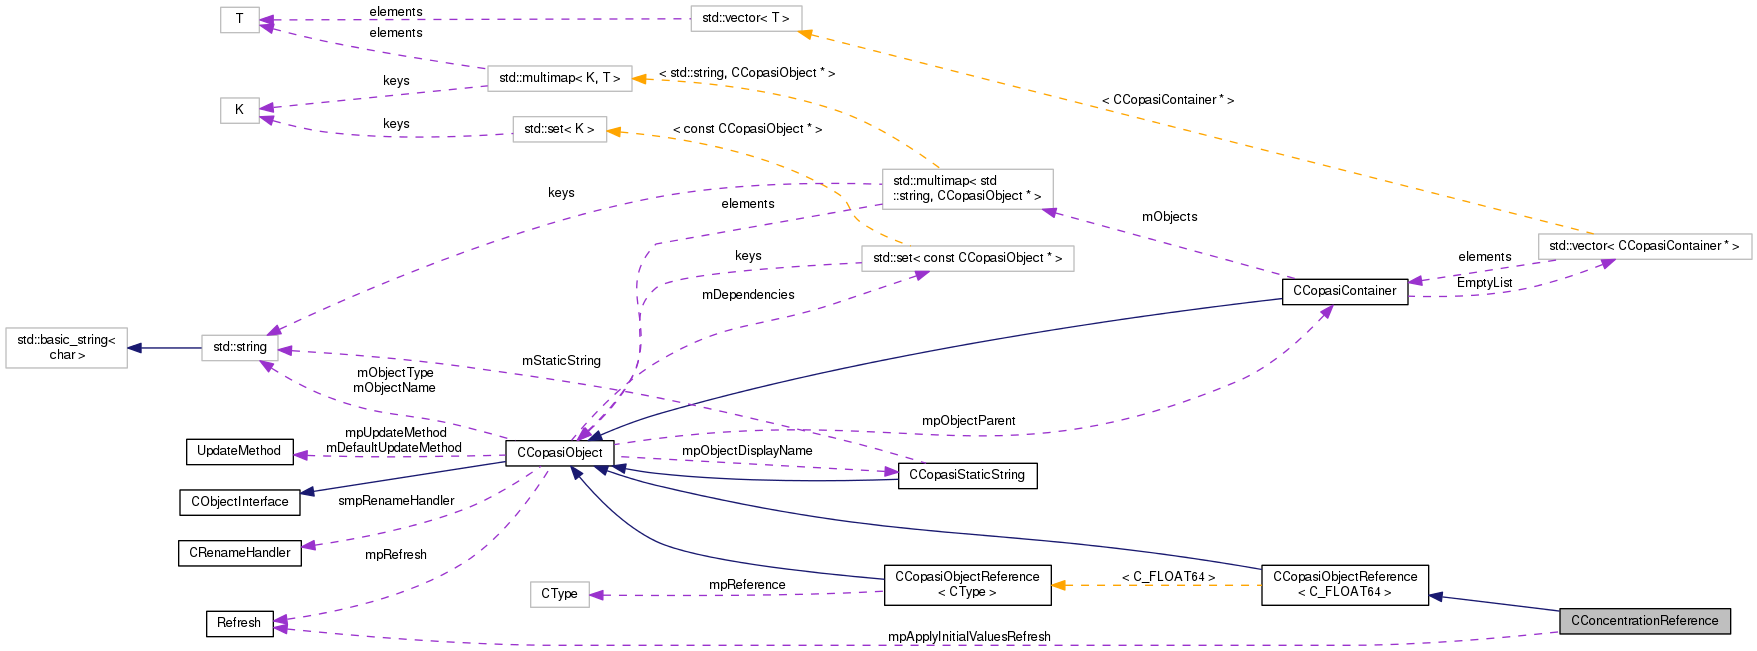 T
elements
std::vector< T >
elements
std::multimap< K, T >
< std::string, CCopasiObject * >
keys
K
< CCopasiContainer * >
keys
std::set< K >
< const CCopasiObject * >
std::multimap< std
::string, CCopasiObject * >
keys
elements
mObjects
std::vector< CCopasiContainer * >
keys
std::set< const CCopasiObject * >
elements
EmptyList
CCopasiContainer
mDependencies
std::basic_string<
char >
std::string
mStaticString
mObjectType
mObjectName
mpObjectParent
mpUpdateMethod
mDefaultUpdateMethod
UpdateMethod
CCopasiObject
mpObjectDisplayName
CCopasiStaticString
CObjectInterface
smpRenameHandler
CRenameHandler
mpRefresh
CType
mpReference
CCopasiObjectReference
< CType >
< C_FLOAT64 >
CCopasiObjectReference
< C_FLOAT64 >
Refresh
CConcentrationReference
mpApplyInitialValuesRefresh